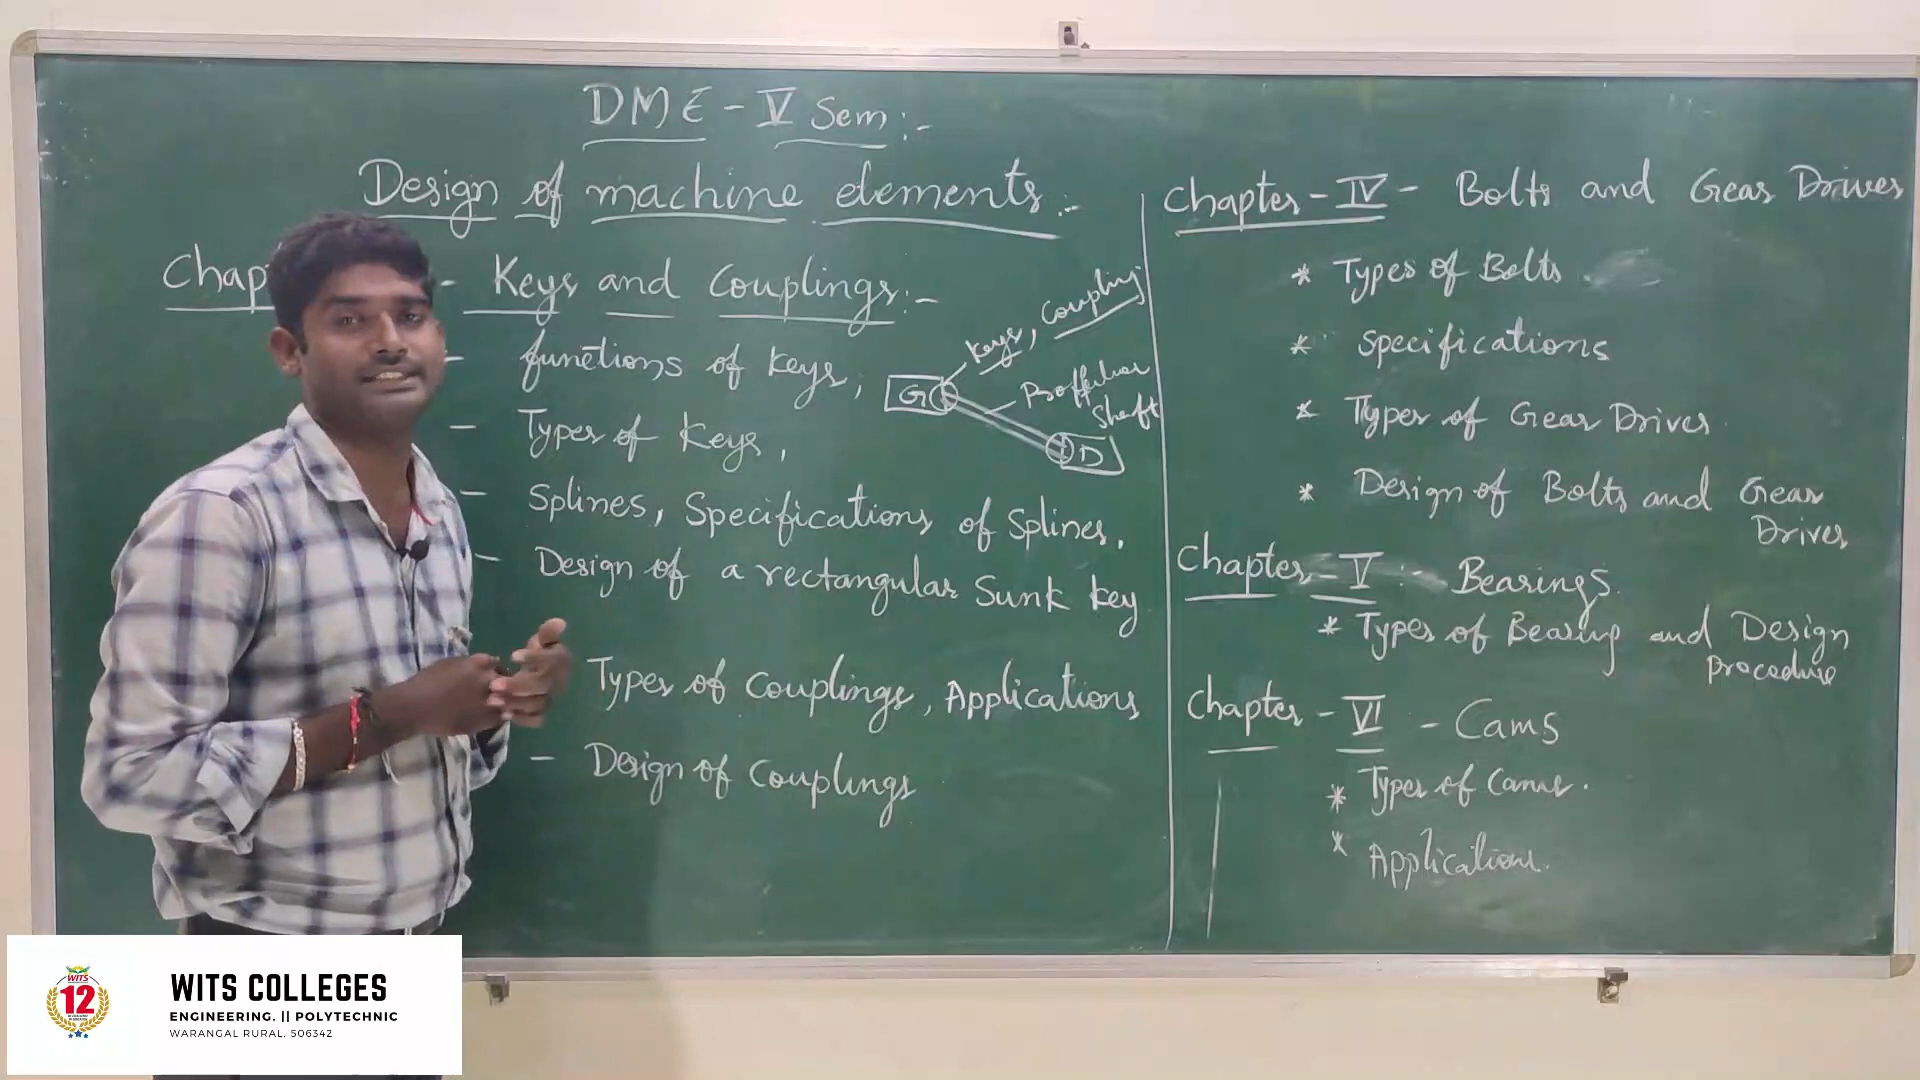 DME - V Sem :-
Design of machine elements :-
Chap - Keys and Couplings :-
- functions of keys,
- Types of Keys,
- Splines, Specifications of Splines.
- Design of a rectangular Sunk key
Types of Couplings, Applications
- Design of Couplings
Keys, Coupling
G
Shaft
D
Chapter - IV - Bolts and Gear Drives
* Types of Bolts.
* Specifications
* Types of Gear Drives.
* Design of Bolts and Gear
Drives
Chapter - V :- Bearings.
* Types of Bearing and Design
procedure
Chapter - VI - Cams
* Types of Cams.
* Applications.
WITS
12
WITS COLLEGES
ENGINEERING. || POLYTECHNIC
WARANGAL RURAL. 506342